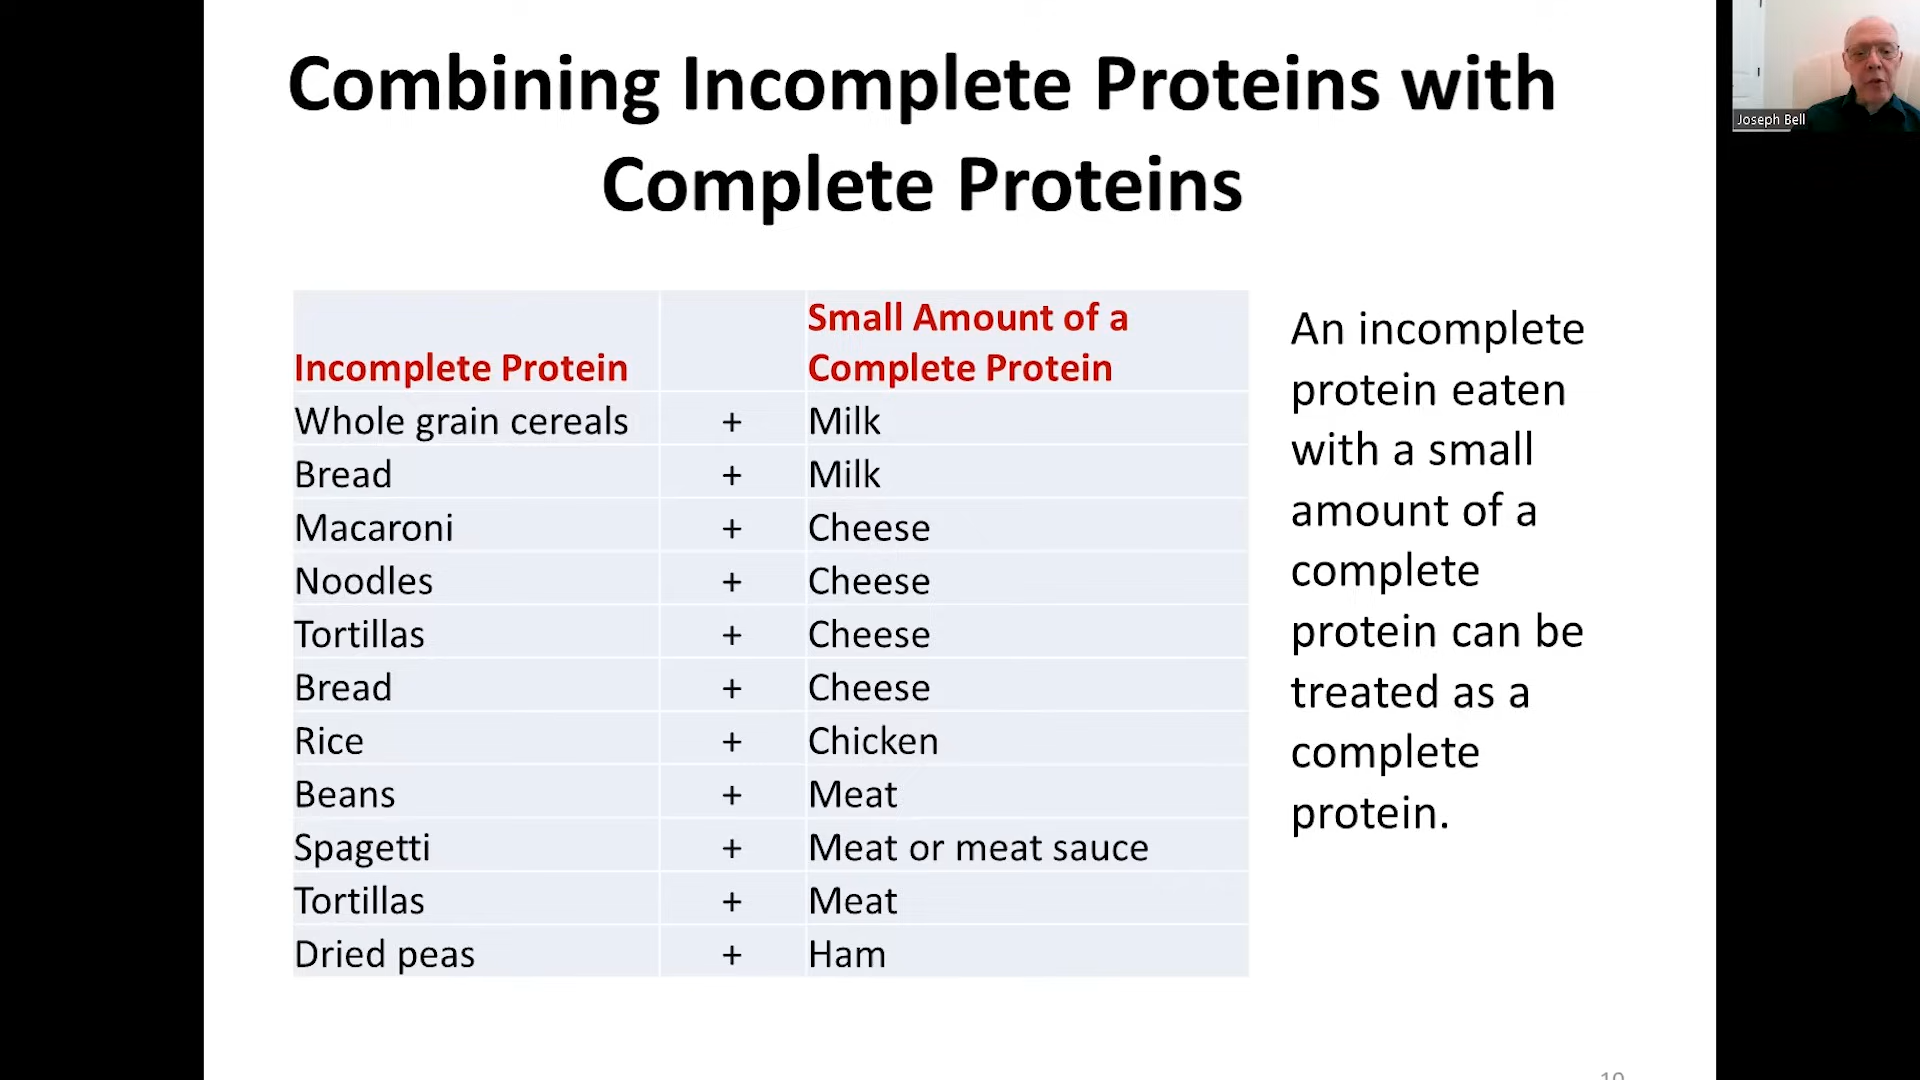 Combining Incomplete Proteins with
Complete Proteins
Joseph Bell
Incomplete Protein
Small Amount of a
Complete Protein
Whole grain cereals + Milk
Bread + Milk
Macaroni + Cheese
Noodles + Cheese
Tortillas + Cheese
Bread + Cheese
Rice + Chicken
Beans + Meat
Spagetti + Meat or meat sauce
Tortillas + Meat
Dried peas + Ham
An incomplete
protein eaten
with a small
amount of a
complete
protein can be
treated as a
complete
protein.